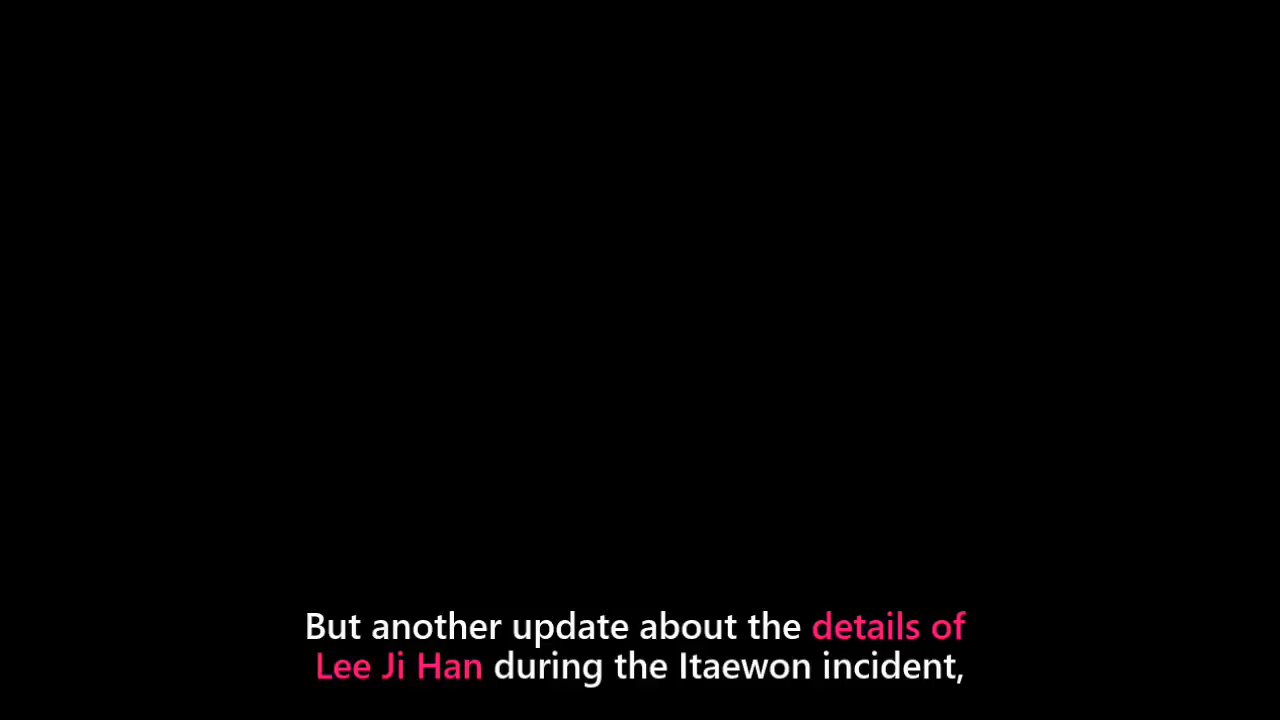 But another update about the details of
Lee Ji Han during the Itaewon incident,